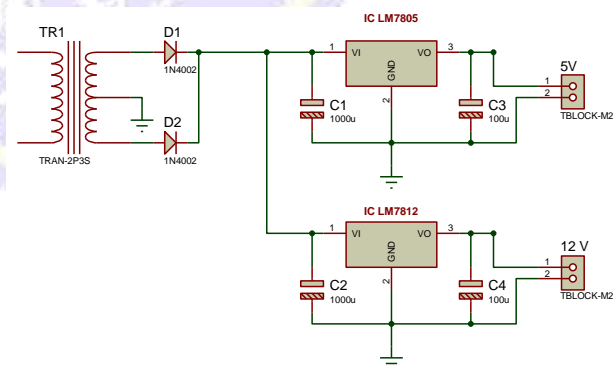 IC LM7805
TR1
D1
1N4002
1
VI
VO
3
GND
2
5V
1
2
TBLOCK-M2
C1
1000u
C3
100u
D2
1N4002
TRAN-2P3S
IC LM7812
1
VI
VO
3
GND
2
12 V
1
2
TBLOCK-M2
C2
1000u
C4
100u